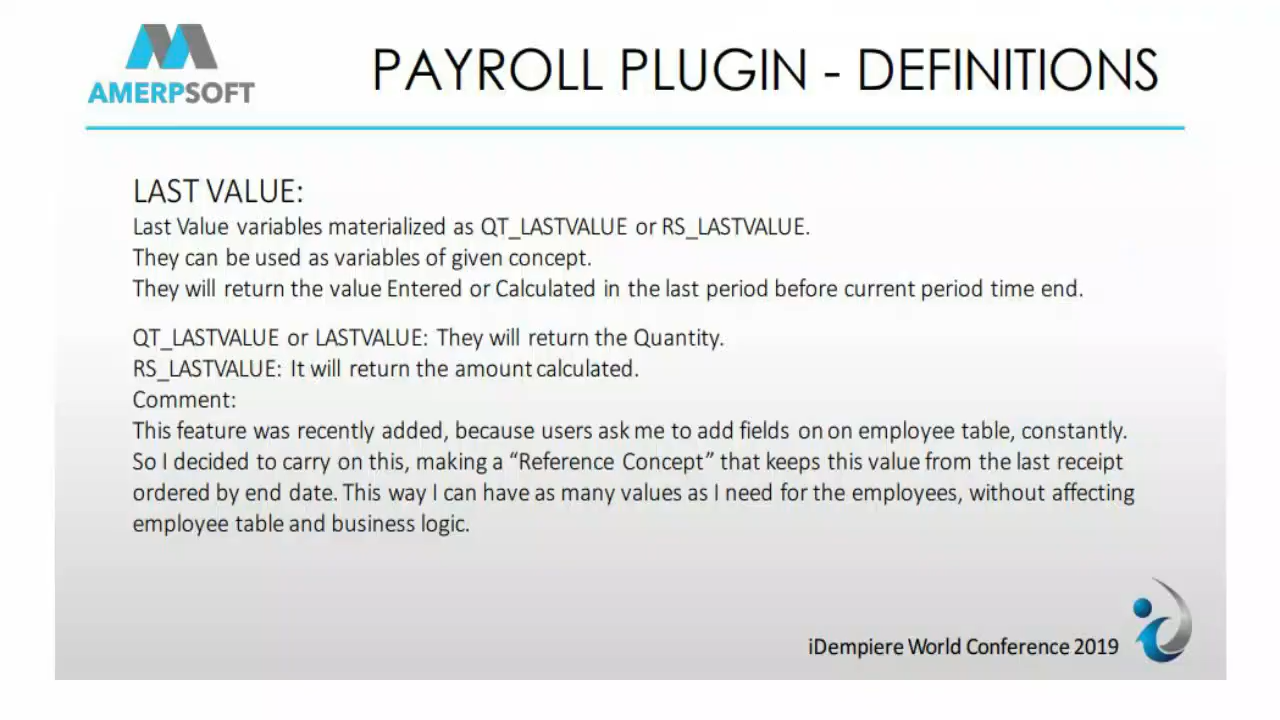 AMERPSOFT
PAYROLL PLUGIN - DEFINITIONS
LAST VALUE:
Last Value variables materialized as QT_LASTVALUE or RS_LASTVALUE.
They can be used as variables of given concept.
They will return the value Entered or Calculated in the last period before current period time end.
QT_LASTVALUE or LASTVALUE: They will return the Quantity.
RS_LASTVALUE: It will return the amount calculated.
Comment:
This feature was recently added, because users ask me to add fields on on employee table, constantly.
So I decided to carry on this, making a “Reference Concept” that keeps this value from the last receipt
ordered by end date. This way I can have as many values as I need for the employees, without affecting
employee table and business logic.
iDempiere World Conference 2019